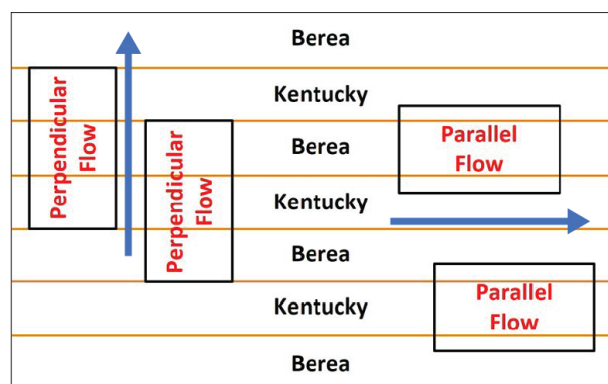 Berea
Kentucky
Berea
Kentucky
Berea
Kentucky
Berea
Perpendicular
Flow
Perpendicular
Flow
Parallel
Flow
Parallel
Flow